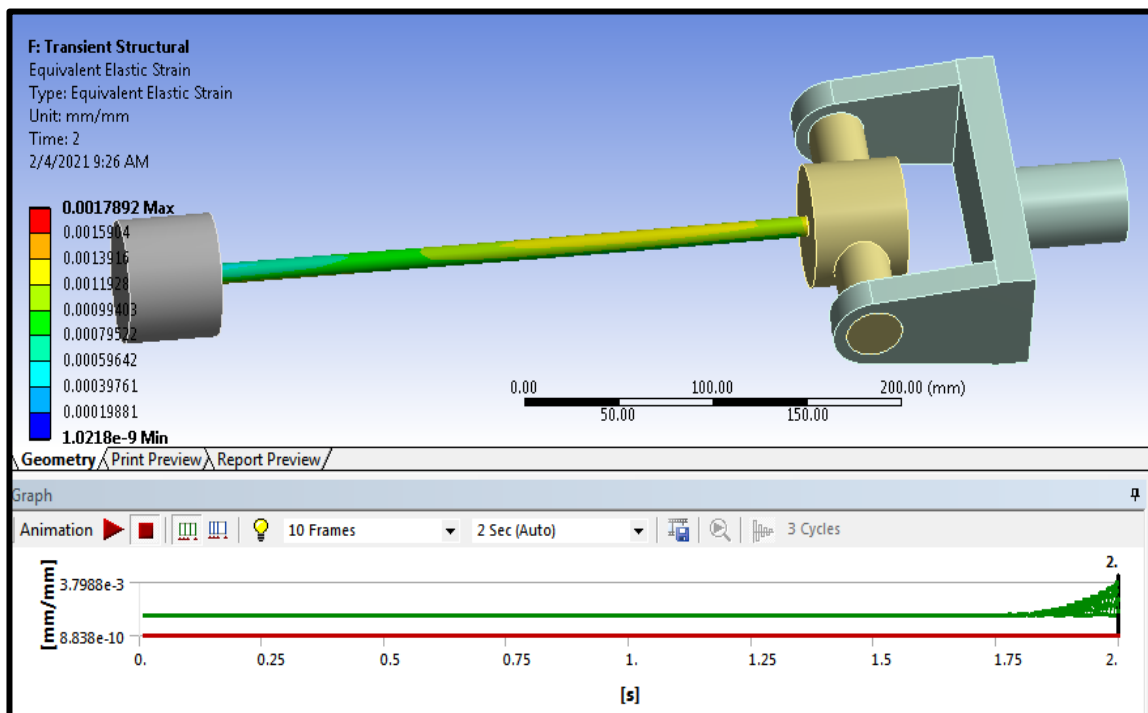 F: Transient Structural
Equivalent Elastic Strain
Type: Equivalent Elastic Strain
Unit: mm/mm
Time: 2
2/4/2021 9:26 AM
0.0017892 Max
0.0015904
0.0013916
0.0011928
0.00099403
0.00079522
0.00059642
0.00039761
0.00019881
1.0218e-9 Min
0.00 100.00 200.00 (mm)
50.00 150.00
Geometry Print Preview Report Preview
Graph
Animation 10 Frames 2 Sec (Auto) 3 Cycles
2.
[mm/mm]
3.7988e-3
8.838e-10
0. 0.25 0.5 0.75 1. 1.25 1.5 1.75 2.
[s]